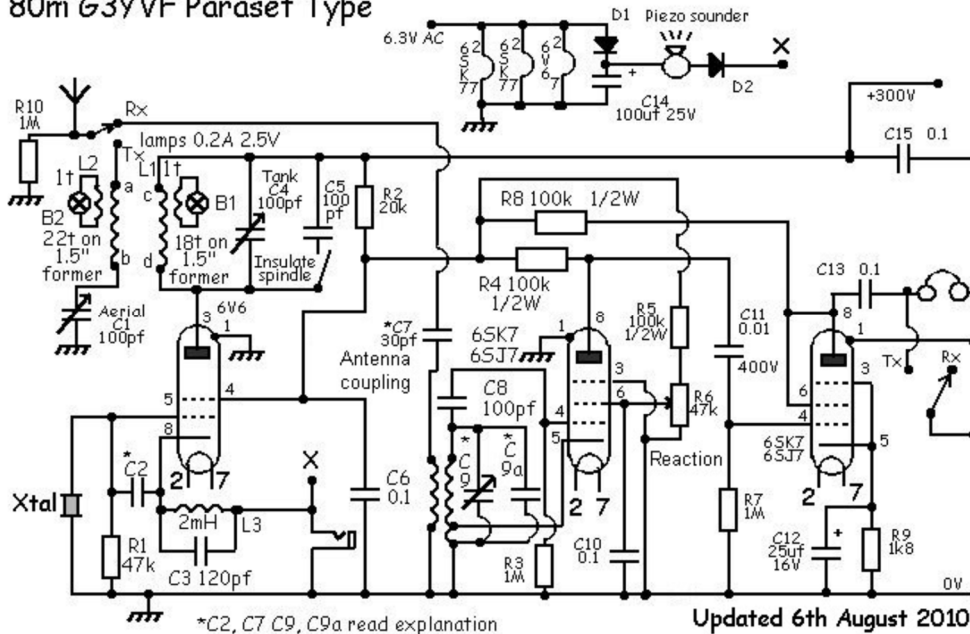 80m G3YVF Paraset Type
D1 Piezo sounder
6.3V AC
6SK77
6SK77
6V67
+
X
D2
C14
100uf 25V
+300V
C15 0.1
R10
1M
Rx
lamps 0.2A 2.5V
Tx
L2
1t
L1
1t
a
c
B2
B1
22t on
1.5"
former
b
d
18t on
1.5"
former
Tank
C4
100pf
C5
100
pf
Insulate
spindle
R2
20k
R8 100k 1/2W
R4 100k
1/2W
Aerial
C1
100pf
6V6
3
1
5
4
8
2 7
*C7
30pf
Antenna
coupling
6SK7
6SJ7
1
8
3
6
4
5
2 7
R5
100k
1/2W
R6
47k
Reaction
C11
0.01
400V
C13 0.1
8
1
3
6
4
5
6SK7
6SJ7
2 7
Tx
Rx
C8
100pf
*
C
9
*
C
9a
Xtal
*
C2
2mH
L3
X
R1
47k
C3 120pf
C6
0.1
R3
1M
C10
0.1
R7
1M
C12
25uf
16V
+
R9
1k8
0V
*C2, C7 C9, C9a read explanation
Updated 6th August 2010